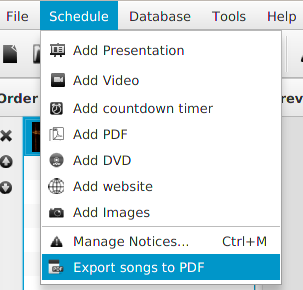 File Schedule Database Tools Help
Add Presentation
Add Video
Order
rev
Add countdown timer
Add PDF
Add DVD
Add website
Add Images
Manage Notices... Ctrl+M
Export songs to PDF